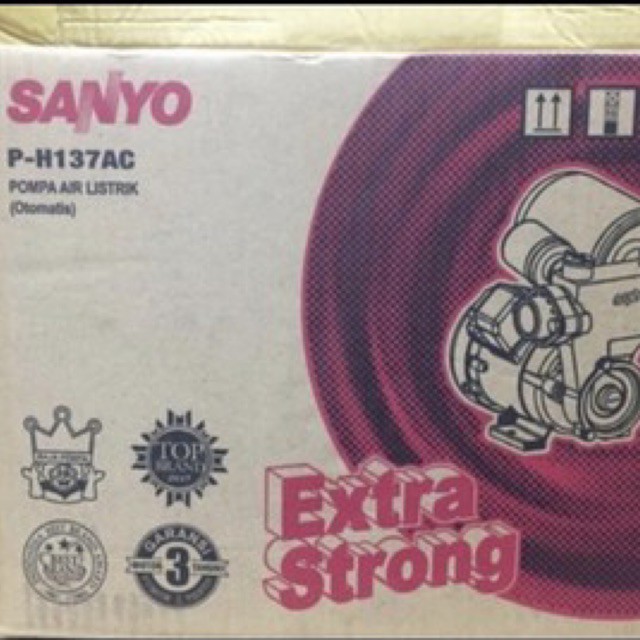 SANYO
P-H137AC
POMPA AIR LISTRIK
(Otomatis)
TOP
BRAND
GARANSI
3
Extra
Strong